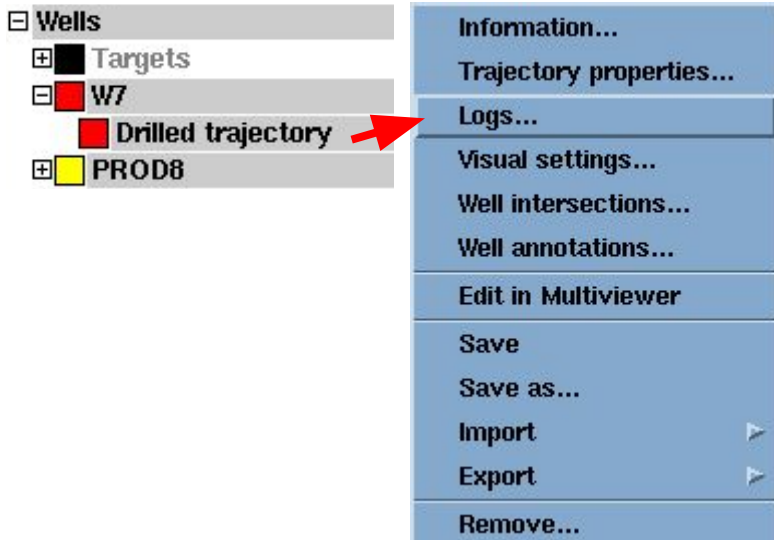 Wells
Targets
W7
Drilled trajectory
PROD8
Information...
Trajectory properties...
Logs...
Visual settings...
Well intersections...
Well annotations...
Edit in Multiviewer
Save
Save as...
Import
Export
Remove...